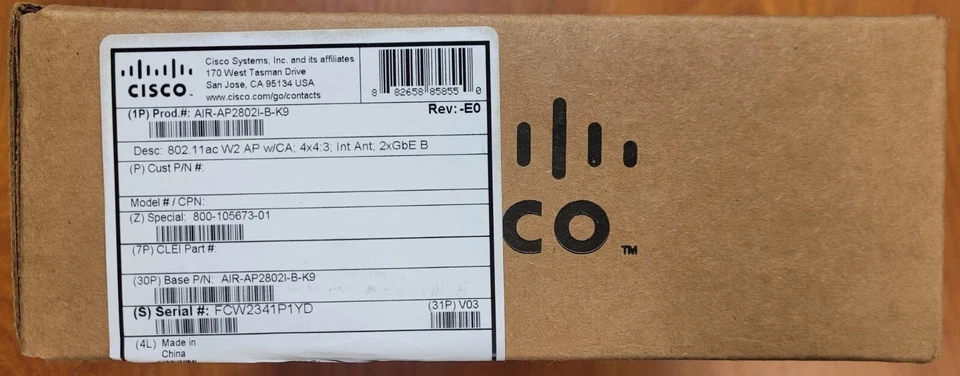 CISCO
Cisco Systems, Inc. and its affiliates
170 West Tasman Drive
San Jose, CA 95134 USA
www.cisco.com/go/contacts
8 82658 85855 0
(1P) Prod.#: AIR-AP2802I-B-K9
Rev:-E0
Desc: 802.11ac W2 AP w/CA; 4x4:3; Int Ant; 2xGbE B
(P) Cust P/N #:
Model # / CPN:
(Z) Special: 800-105673-01
(7P) CLEI Part #:
(30P) Base P/N: AIR-AP2802I-B-K9
(S) Serial #: FCW2341P1YD
(31P) V03
(4L) Made in
China
CO
TM